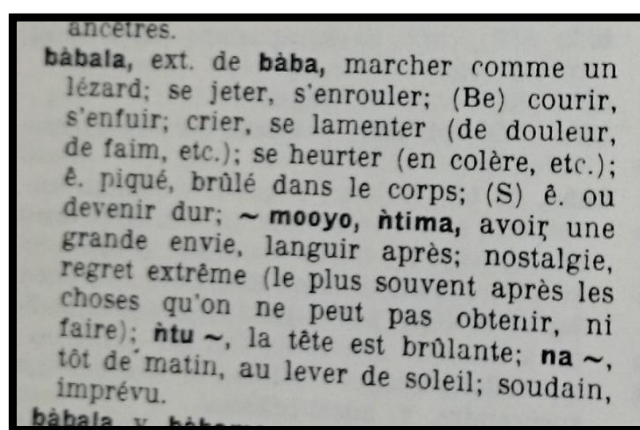 ancêtres.
bàbala, ext. de bàba, marcher comme un
lézard; se jeter, s'enrouler; (Be) courir,
s'enfuir; crier, se lamenter (de douleur,
de faim, etc.); se heurter (en colère, etc.);
ê. piqué, brûlé dans le corps; (S) ê. ou
devenir dur; ~ mooyo, ǹtima, avoir une
grande envie, languir après; nostalgie,
regret extrême (le plus souvent après les
choses qu'on ne peut pas obtenir, ni
faire); ǹtu ~, la tête est brûlante; na ~,
tôt de matin, au lever de soleil; soudain,
imprévu.
bàbala v.